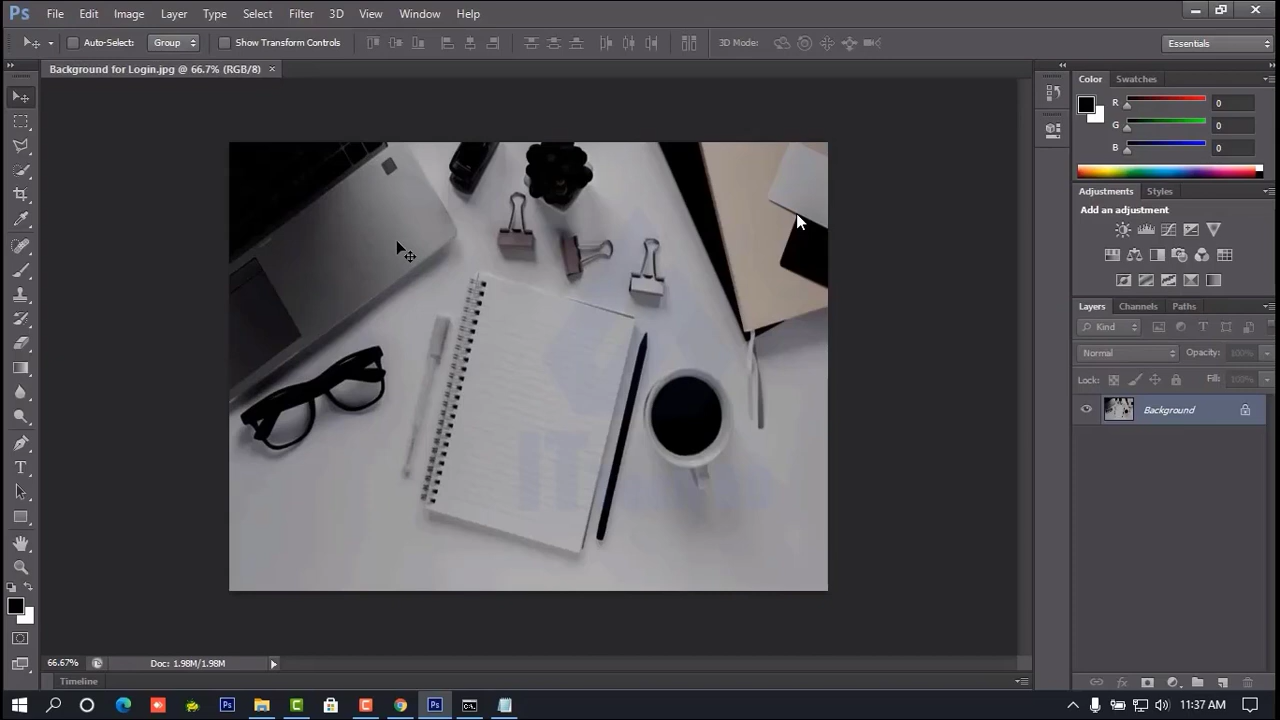 Ps File Edit Image Layer Type Select Filter 3D View Window Help
Auto-Select: Group Show Transform Controls 3D Mode: Essentials
Background for Login.jpg @ 66.7% (RGB/8) ×
Color Swatches
R 0
G 0
B 0
Adjustments Styles
Add an adjustment
Layers Channels Paths
Kind
Normal Opacity: 100%
Lock: Fill: 100%
Background
IT
66.67% Doc: 1.98M/1.98M
Timeline
11:37 AM